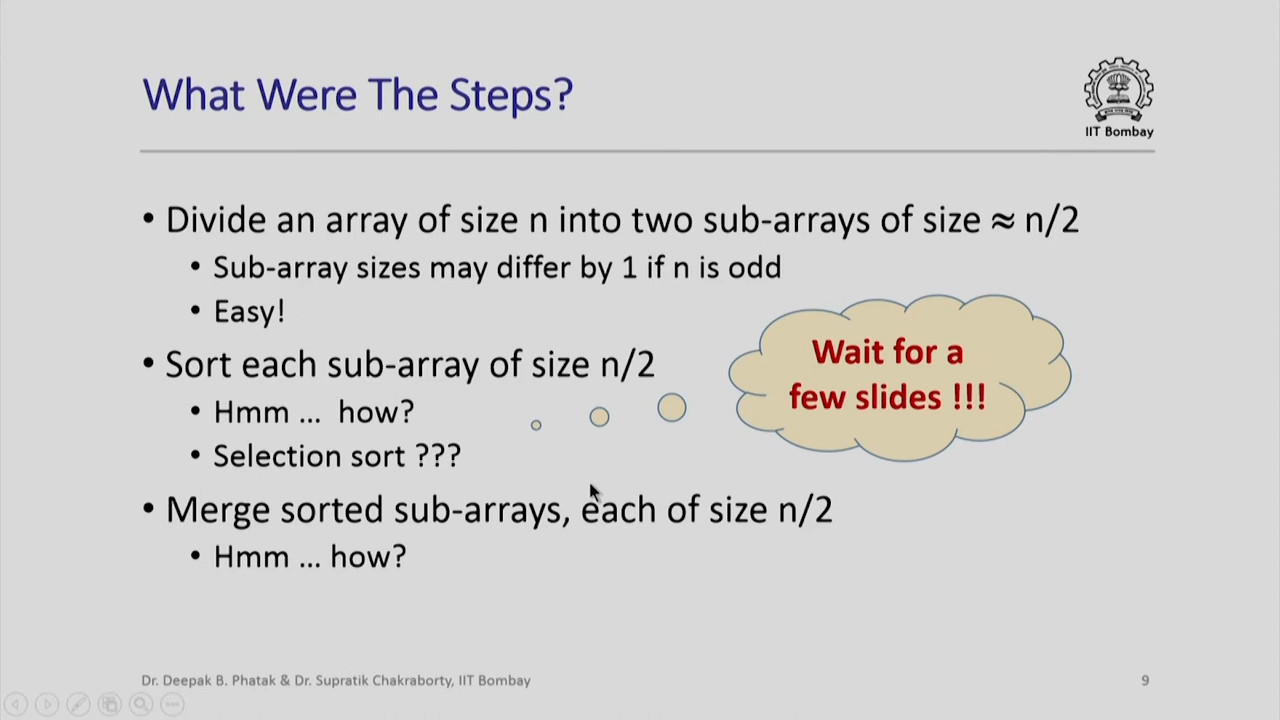 What Were The Steps?
IIT Bombay
• Divide an array of size n into two sub-arrays of size ≈ n/2
• Sub-array sizes may differ by 1 if n is odd
• Easy!
• Sort each sub-array of size n/2
• Hmm ... how?
• Selection sort ???
Wait for a
few slides !!!
• Merge sorted sub-arrays, each of size n/2
• Hmm ... how?
Dr. Deepak B. Phatak & Dr. Supratik Chakraborty, IIT Bombay
9